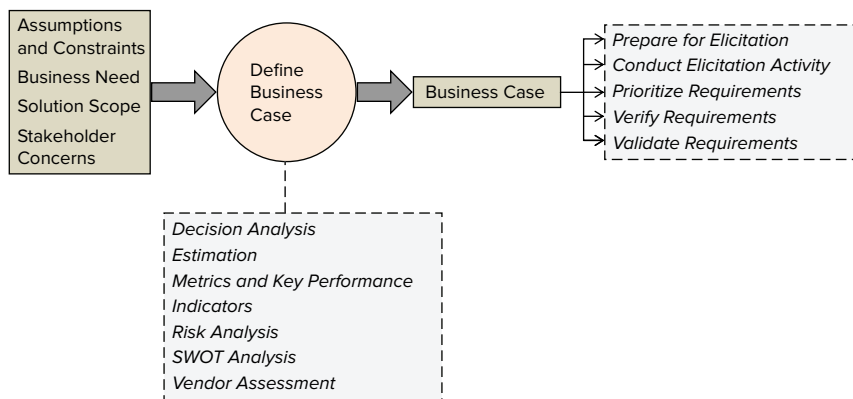 Assumptions
and Constraints
Business Need
Solution Scope
Stakeholder
Concerns
Define
Business
Case
Business Case
Prepare for Elicitation
Conduct Elicitation Activity
Prioritize Requirements
Verify Requirements
Validate Requirements
Decision Analysis
Estimation
Metrics and Key Performance
Indicators
Risk Analysis
SWOT Analysis
Vendor Assessment